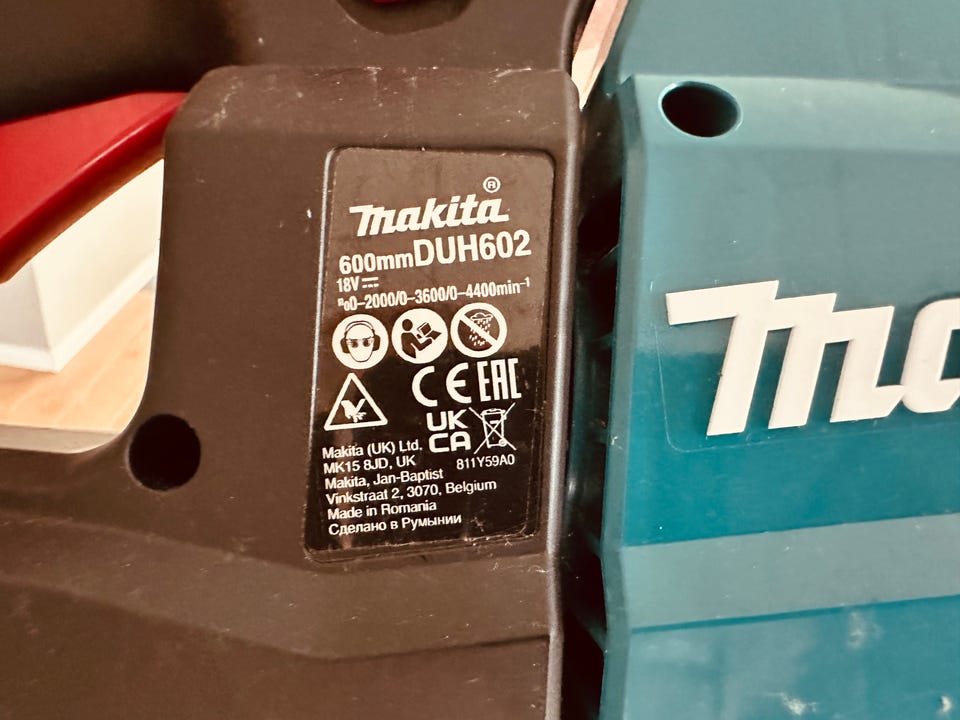 makita®
600mmDUH602
18V⎓
n₀0–2000/0–3600/0–4400min⁻¹
CE EAC
UK
CA
Makita (UK) Ltd.
MK15 8JD, UK 811Y59A0
Makita, Jan-Baptist
Vinkstraat 2, 3070, Belgium
Made in Romania
Сделано в Румынии
ma